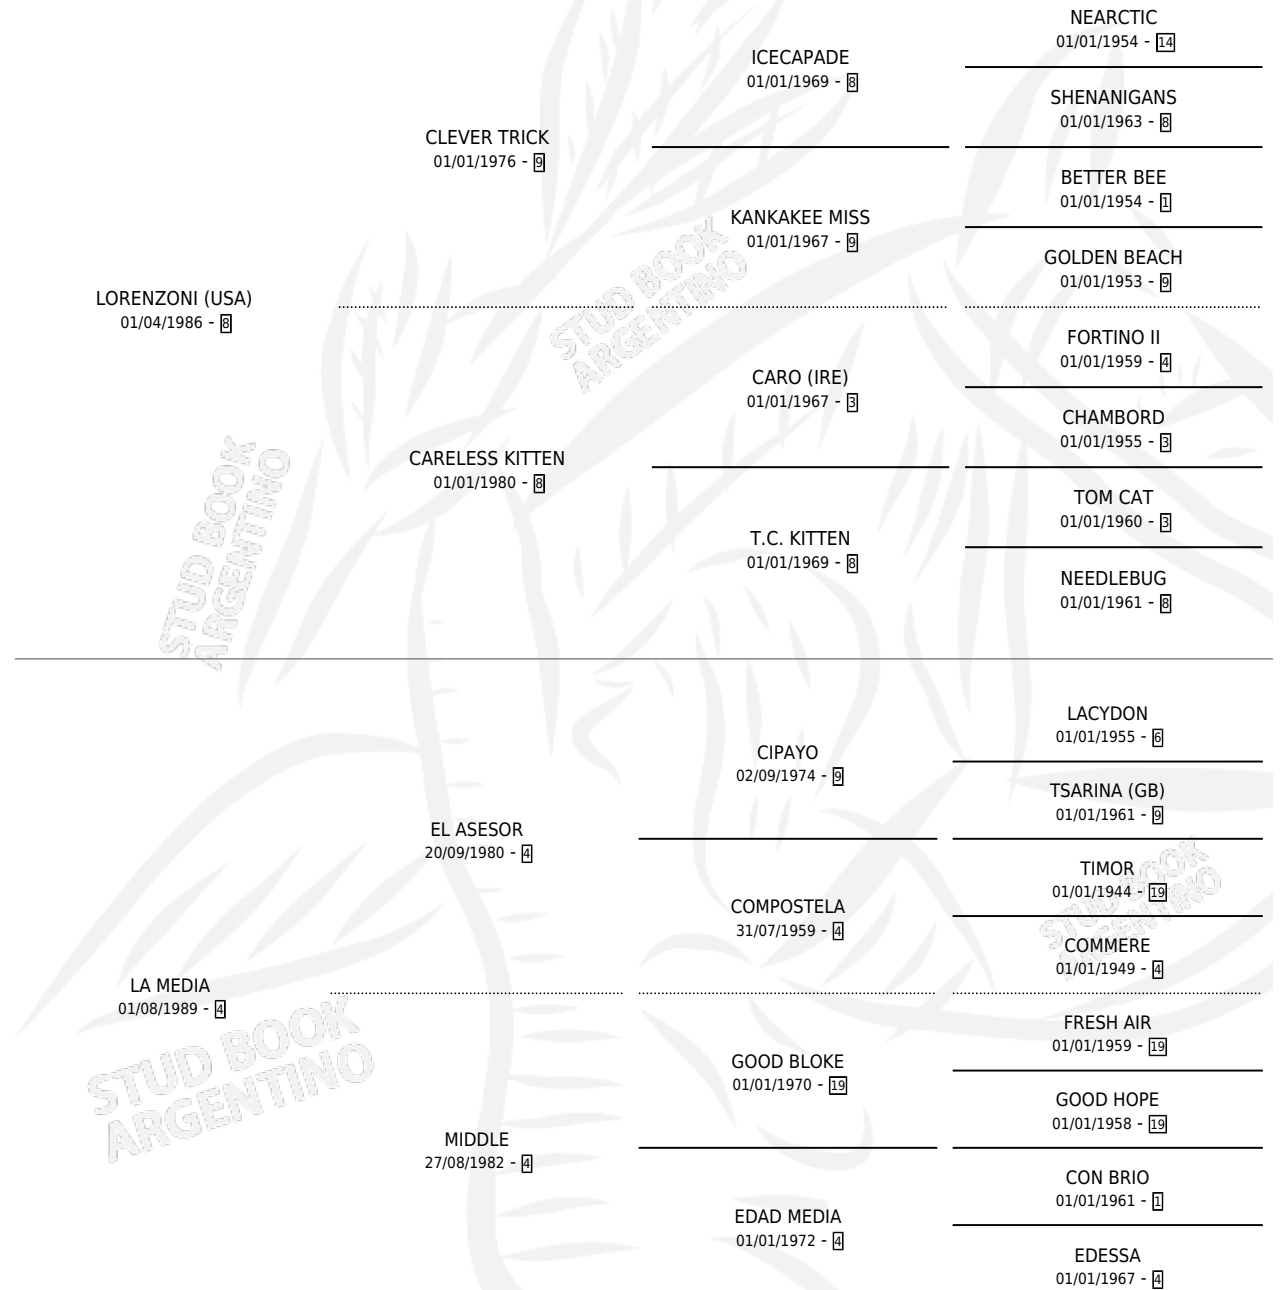 NEARCTIC
01/01/1954 - 14
ICECAPADE
01/01/1969 - 8
SHENANIGANS
01/01/1963 - 8
CLEVER TRICK
01/01/1976 - 9
BETTER BEE
01/01/1954 - 1
KANKAKEE MISS
01/01/1967 - 9
GOLDEN BEACH
01/01/1953 - 9
LORENZONI (USA)
01/04/1986 - 8
FORTINO II
01/01/1959 - 4
CARO (IRE)
01/01/1967 - 3
CHAMBORD
01/01/1955 - 3
CARELESS KITTEN
01/01/1980 - 8
TOM CAT
01/01/1960 - 3
T.C. KITTEN
01/01/1969 - 8
NEEDLEBUG
01/01/1961 - 8
LACYDON
01/01/1955 - 6
CIPAYO
02/09/1974 - 9
TSARINA (GB)
01/01/1961 - 9
EL ASESOR
20/09/1980 - 4
TIMOR
01/01/1944 - 19
COMPOSTELA
31/07/1959 - 4
COMMERE
01/01/1949 - 4
LA MEDIA
01/08/1989 - 4
FRESH AIR
01/01/1959 - 19
GOOD BLOKE
01/01/1970 - 19
GOOD HOPE
01/01/1958 - 19
MIDDLE
27/08/1982 - 4
CON BRIO
01/01/1961 - 1
EDAD MEDIA
01/01/1972 - 4
EDESSA
01/01/1967 - 4
STUD BOOK
ARGENTINO
STUD BOOK
ARGENTINO
STUD BOOK
ARGENTINO
STUD BOOK
ARGENTINO